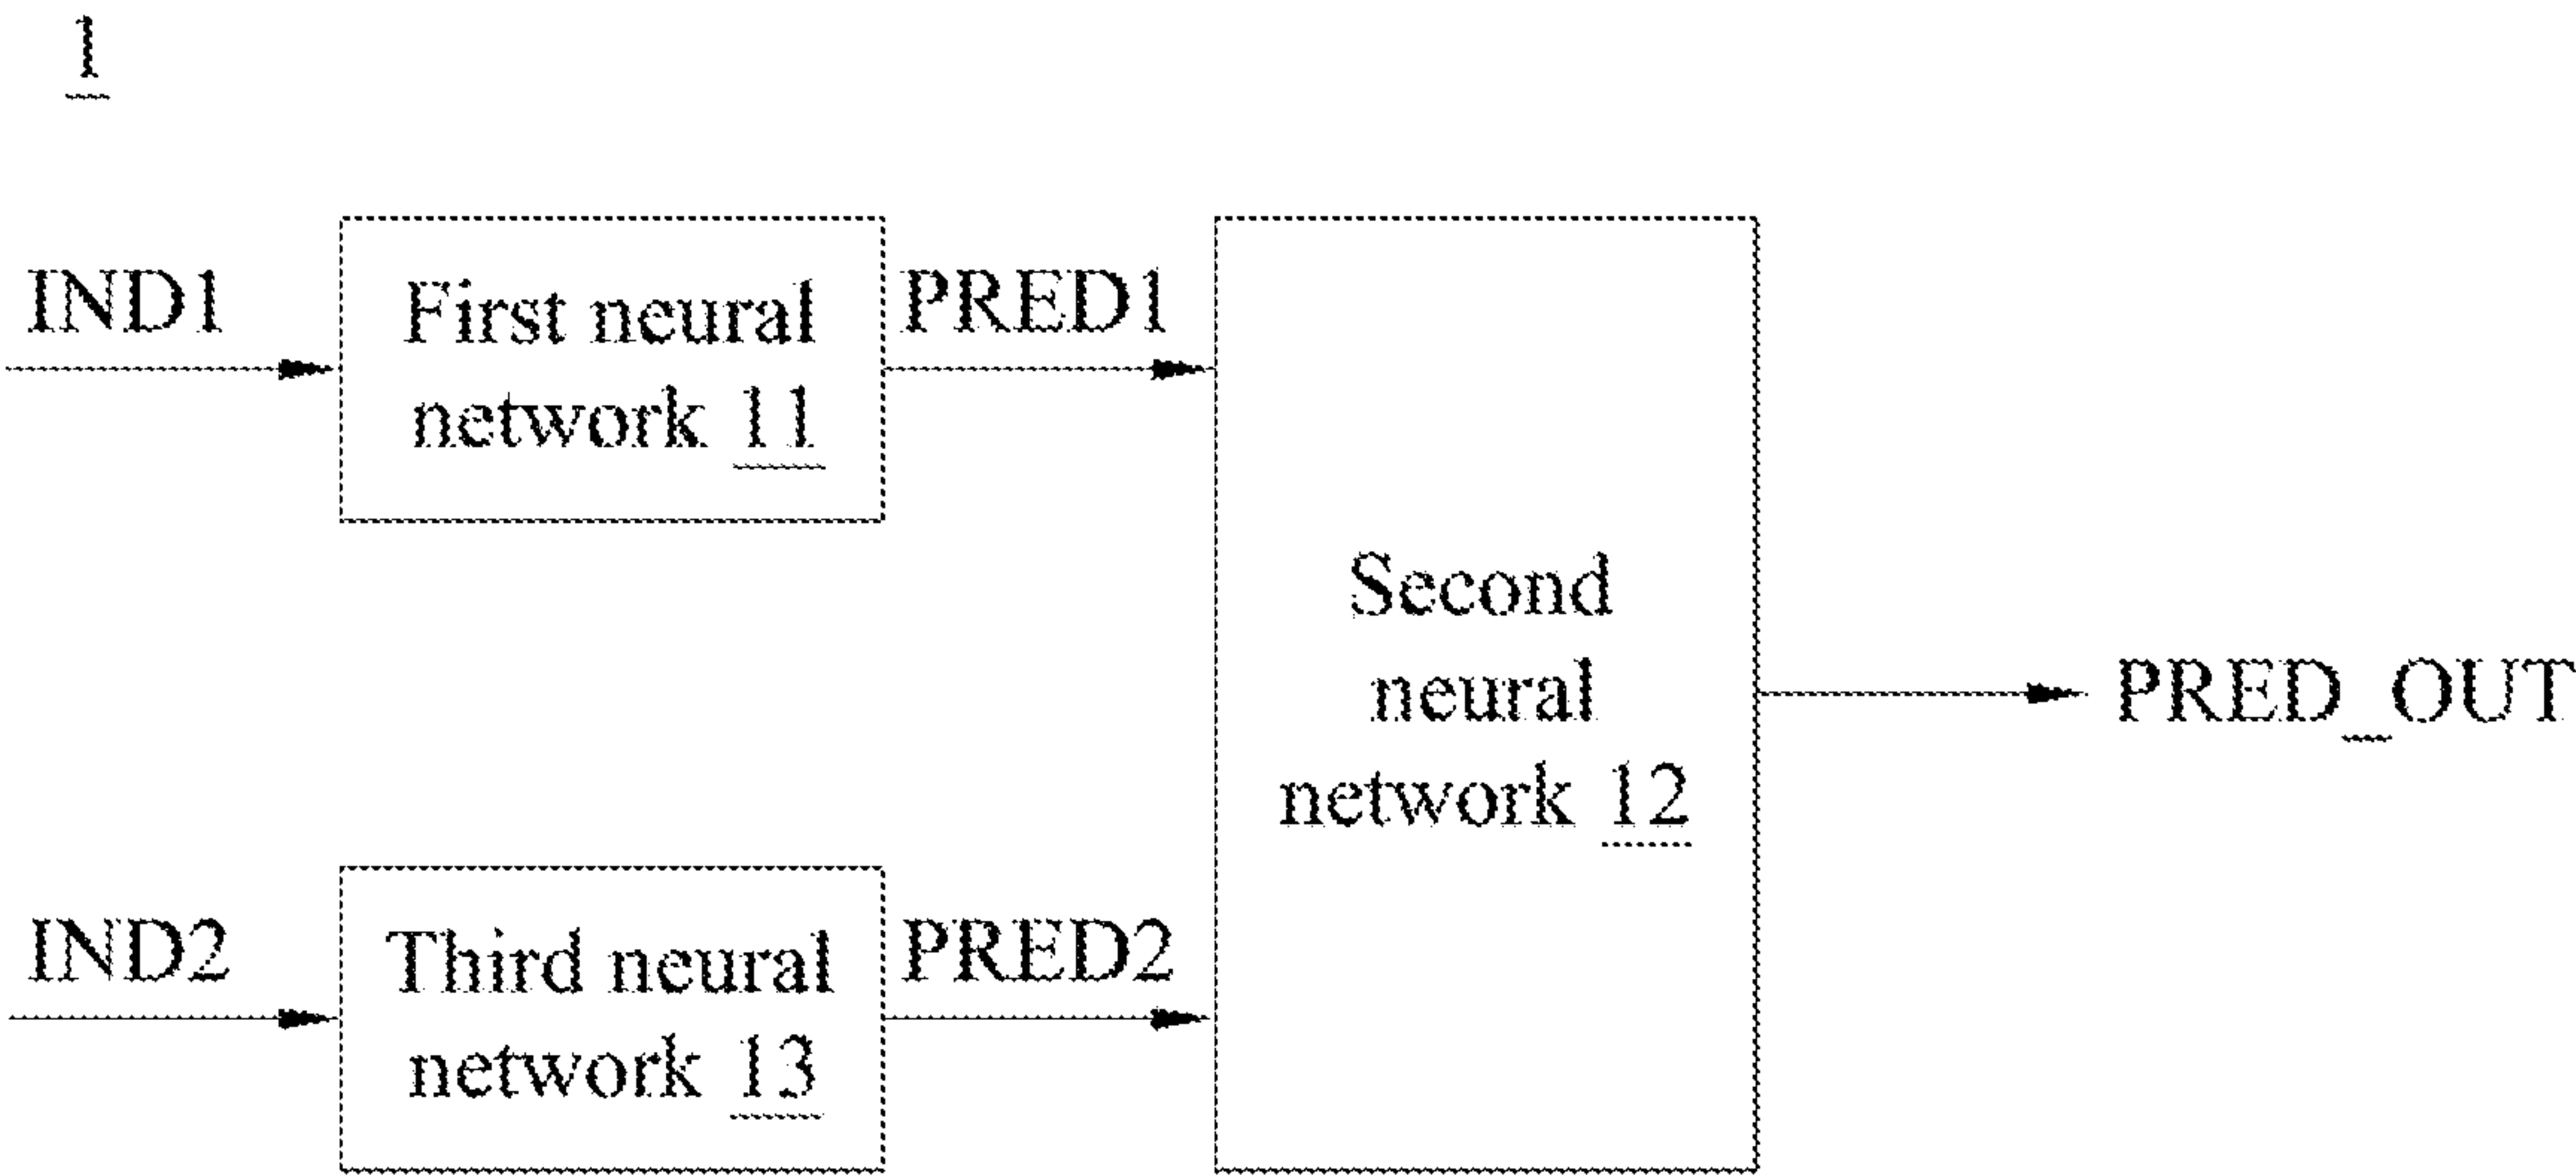 1
IND1
First neural
network 11
PRED1
Second
neural
network 12
PRED_OUT
IND2
Third neural
network 13
PRED2